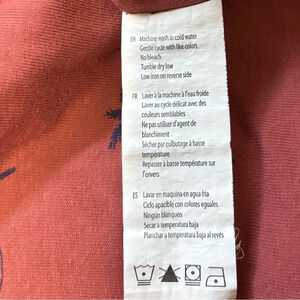 EN Machine wash in cold water
Gentle cycle with like colors
No bleach
Tumble dry low
Low iron on reverse side
FR Laver à la machine à l'eau froide
Laver au cycle délicat avec des
couleurs semblables
Ne pas utiliser d'agent de
blanchiment
Sécher par culbutage à basse
température
Repasser à basse température sur
l'envers
ES Lavar en maquina en agua fría
Ciclo apacible con colores eguales
Ningún blanqueo
Secar a temperatura baja
Planchar a temperatura baja al revés